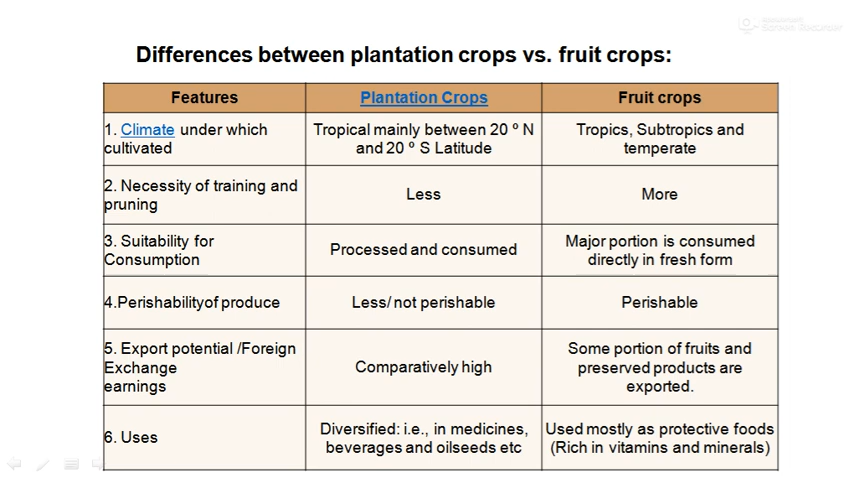 Screen Recorder
Differences between plantation crops vs. fruit crops:
Features
Plantation Crops
Fruit crops
1. Climate under which
cultivated
Tropical mainly between 20 º N
and 20 º S Latitude
Tropics, Subtropics and
temperate
2. Necessity of training and
pruning
Less
More
3. Suitability for
Consumption
Processed and consumed
Major portion is consumed
directly in fresh form
4.Perishabilityof produce
Less/ not perishable
Perishable
5. Export potential /Foreign
Exchange
earnings
Comparatively high
Some portion of fruits and
preserved products are
exported.
6. Uses
Diversified: i.e., in medicines,
beverages and oilseeds etc
Used mostly as protective foods
(Rich in vitamins and minerals)